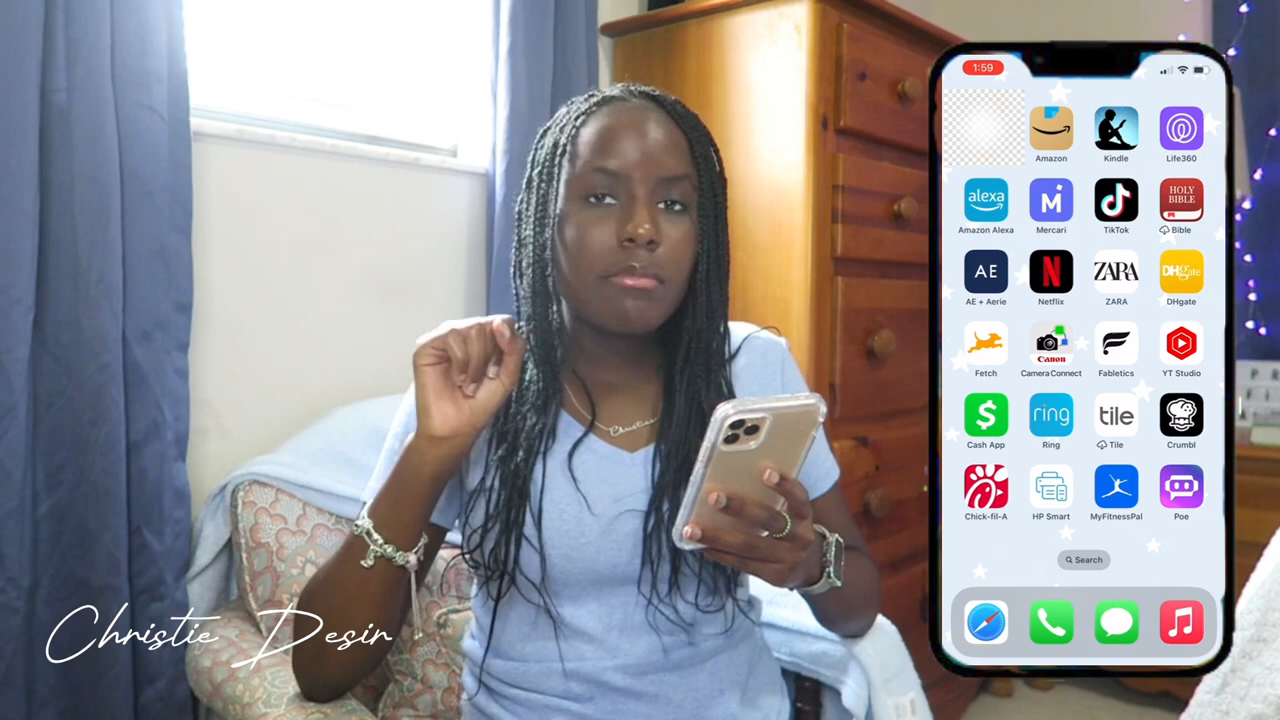 1:59
Amazon
Kindle
Life360
alexa
M
HOLY
BIBLE
Amazon Alexa
Mercari
TikTok
Bible
AE
N
ZARA
DHgate
AE + Aerie
Netflix
ZARA
DHgate
Canon
Fetch
Camera Connect
Fabletics
YT Studio
$
ring
tile
Cash App
Ring
Tile
Crumbl
Chick-fil-A
HP Smart
MyFitnessPal
Poe
Search
Christie
Christie Desir